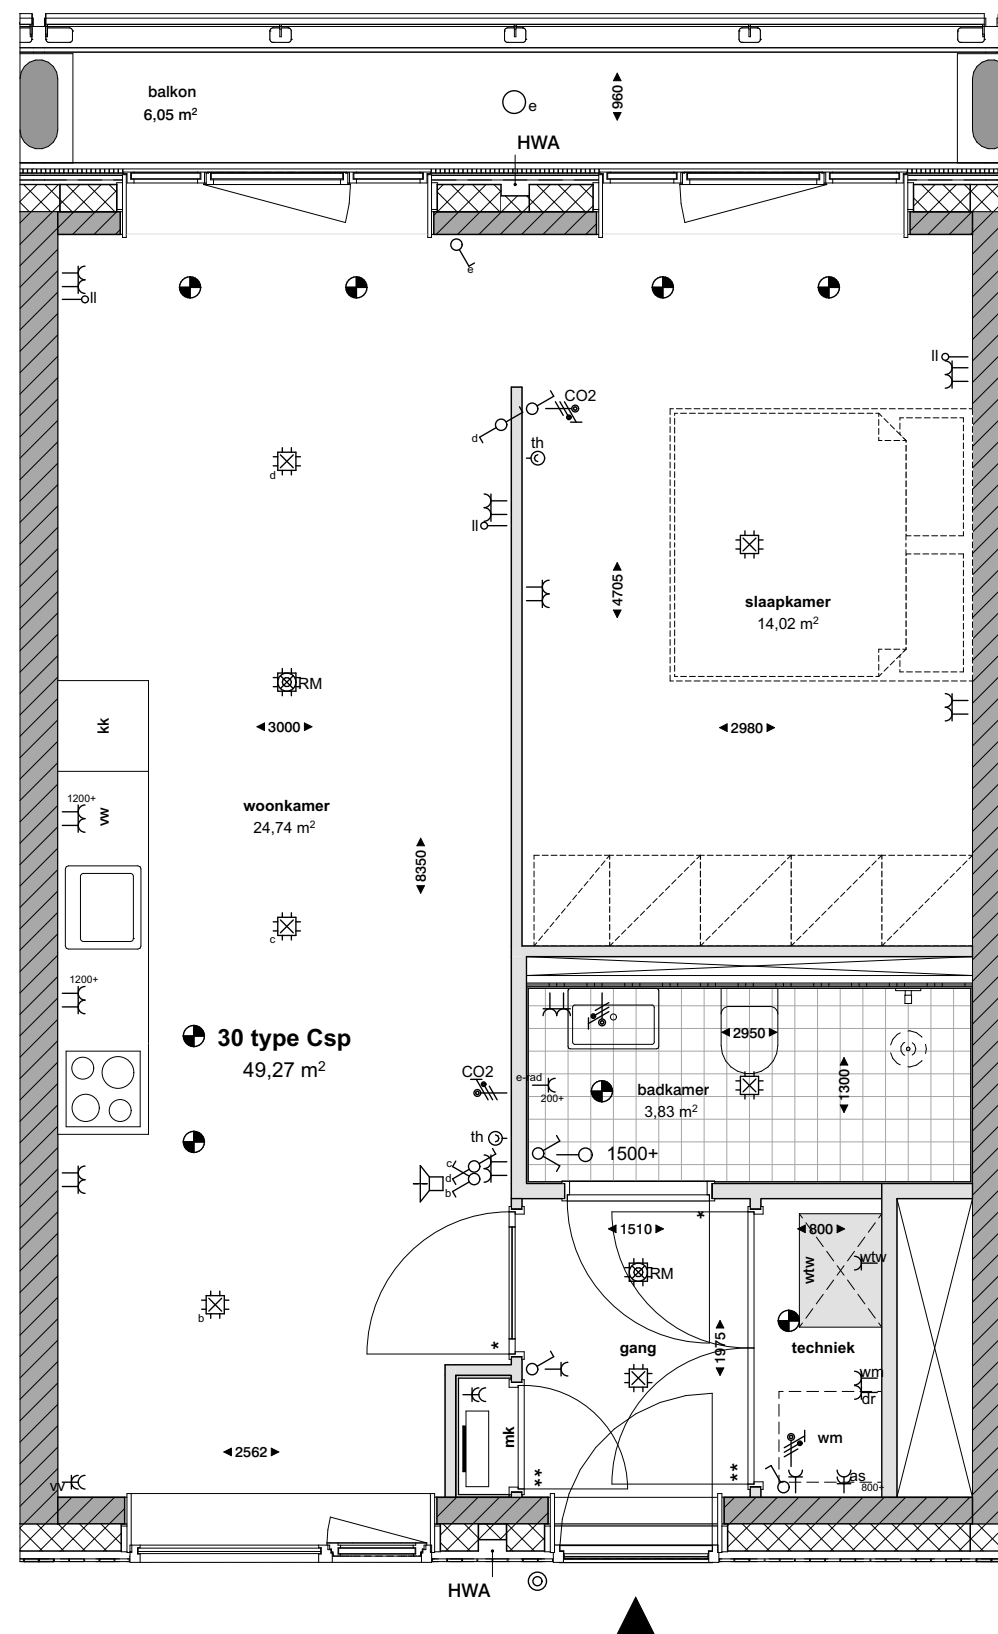 balkon
6,05 m²
e
960
HWA
e
ll
ll
CO2
d
th
d
ll
4705
slaapkamer
14,02 m²
RM
3000
2980
kk
1200+
vw
woonkamer
24,74 m²
8350
c
1200+
30 type Csp
49,27 m²
2950
CO2
e-rad
200+
badkamer
3,83 m²
1300
th
1500+
c
d
b
*
1510
800
wtw
wtw
RM
b
*
gang
1975
techniek
wm
dr
mk
wm
2562
**
**
vv
as
800+
HWA